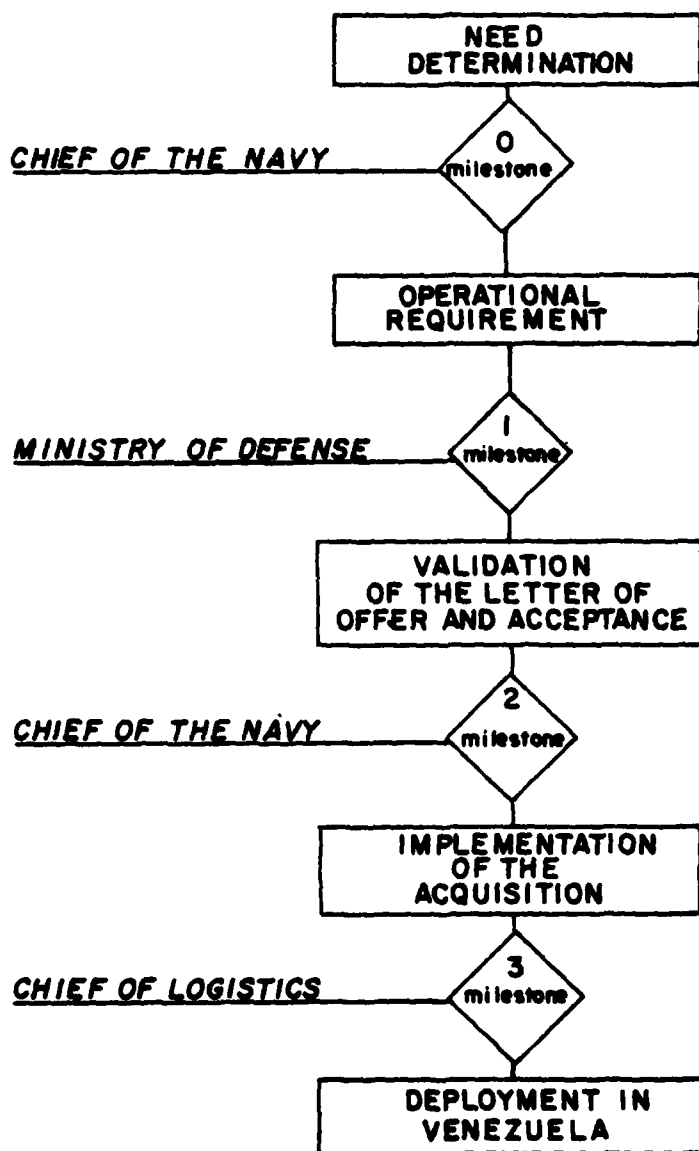 NEED
DETERMINATION
0
CHIEF OF THE NAVY
milestone
OPERATIONAL
REQUIREMENT
1
MINISTRY OF DEFENSE
milestone
VALIDATION
OF THE LETTER OF
OFFER AND ACCEPTANCE
2
CHIEF OF THE NAVY
milestone
IMPLEMENTATION
OF THE
ACQUISITION
3
CHIEF OF LOGISTICS
milestone
DEPLOYMENT IN
VENEZUELA